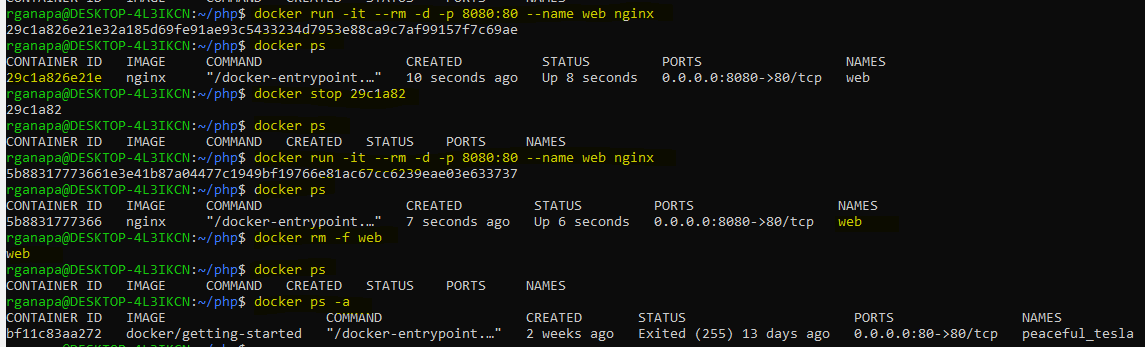 rganapa@DESKTOP-4L3IKCN:~/php$ docker run -it --rm -d -p 8080:80 --name web nginx
29c1a826e21e32a185d69fe91ae93c5433234d7953e88ca9c7af99157f7c69ae
rganapa@DESKTOP-4L3IKCN:~/php$ docker ps
CONTAINER ID   IMAGE     COMMAND                  CREATED          STATUS         PORTS                  NAMES
29c1a826e21e   nginx     "/docker-entrypoint.…"   10 seconds ago   Up 8 seconds   0.0.0.0:8080->80/tcp   web
rganapa@DESKTOP-4L3IKCN:~/php$ docker stop 29c1a82
29c1a82
rganapa@DESKTOP-4L3IKCN:~/php$ docker ps
CONTAINER ID   IMAGE     COMMAND   CREATED   STATUS    PORTS     NAMES
rganapa@DESKTOP-4L3IKCN:~/php$ docker run -it --rm -d -p 8080:80 --name web nginx
5b88317773661e3e41b87a04477c1949bf19766e81ac67cc6239eae03e633737
rganapa@DESKTOP-4L3IKCN:~/php$ docker ps
CONTAINER ID   IMAGE     COMMAND                  CREATED         STATUS         PORTS                  NAMES
5b8831777366   nginx     "/docker-entrypoint.…"   7 seconds ago   Up 6 seconds   0.0.0.0:8080->80/tcp   web
rganapa@DESKTOP-4L3IKCN:~/php$ docker rm -f web
web
rganapa@DESKTOP-4L3IKCN:~/php$ docker ps
CONTAINER ID   IMAGE     COMMAND   CREATED   STATUS    PORTS     NAMES
rganapa@DESKTOP-4L3IKCN:~/php$ docker ps -a
CONTAINER ID   IMAGE                    COMMAND                  CREATED       STATUS                     PORTS                NAMES
bf11c83aa272   docker/getting-started   "/docker-entrypoint.…"   2 weeks ago   Exited (255) 13 days ago   0.0.0.0:80->80/tcp   peaceful_tesla